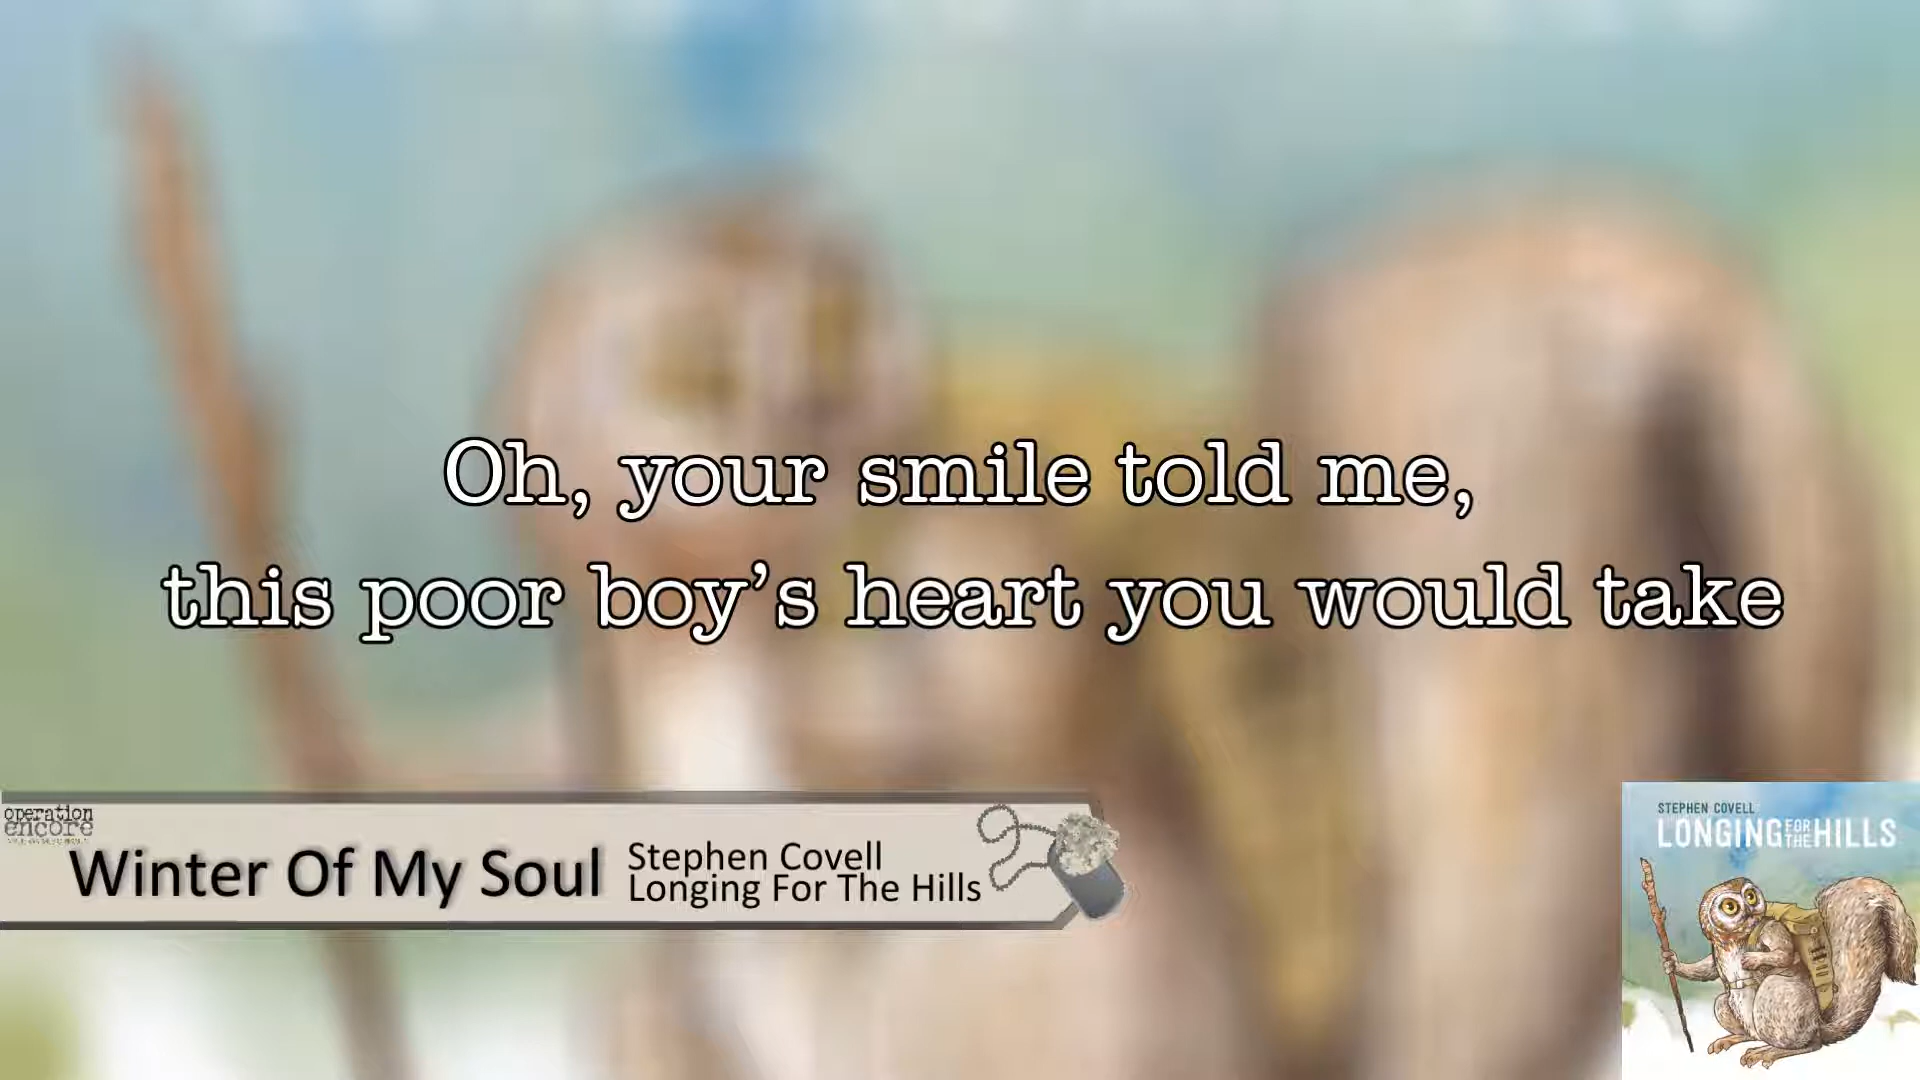 Oh, your smile told me,
this poor boy’s heart you would take
operation
encore
Winter Of My Soul
Stephen Covell
Longing For The Hills
STEPHEN COVELL
LONGING FOR THE HILLS